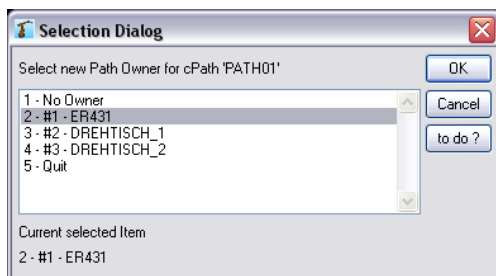 Selection Dialog
Select new Path Owner for cPath 'PATH01'
OK
1 - No Owner
2 - #1 - ER431
3 - #2 - DREHTISCH_1
4 - #3 - DREHTISCH_2
5 - Quit
Cancel
to do ?
Current selected Item
2 - #1 - ER431